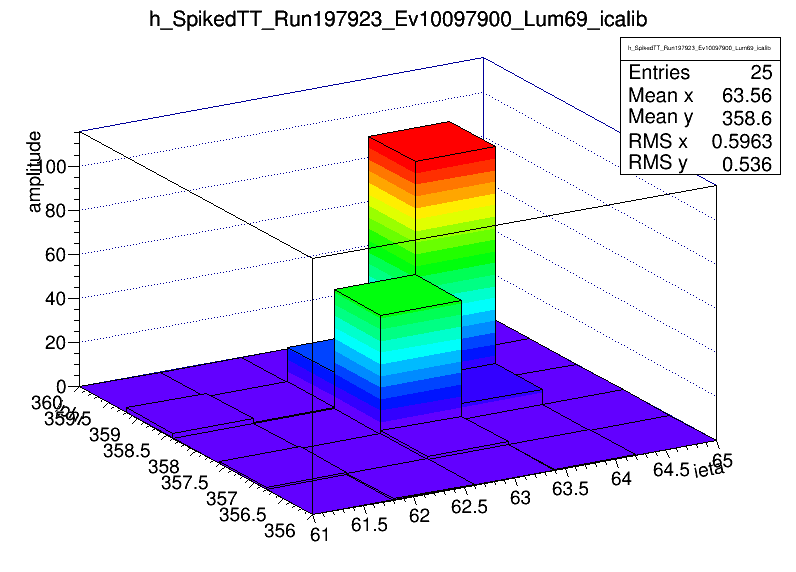 h_SpikedTT_Run197923_Ev10097900_Lum69_icalib
h_SpikedTT_Run197923_Ev10097900_Lum69_icalib
Entries 25
Mean x 63.56
Mean y 358.6
RMS x 0.5963
RMS y 0.536
amplitude
100
80
60
40
20
0
360
359.5
359
358.5
358
357.5
357
356.5
356
61
61.5
62
62.5
63
63.5
64
64.5
65
ieta